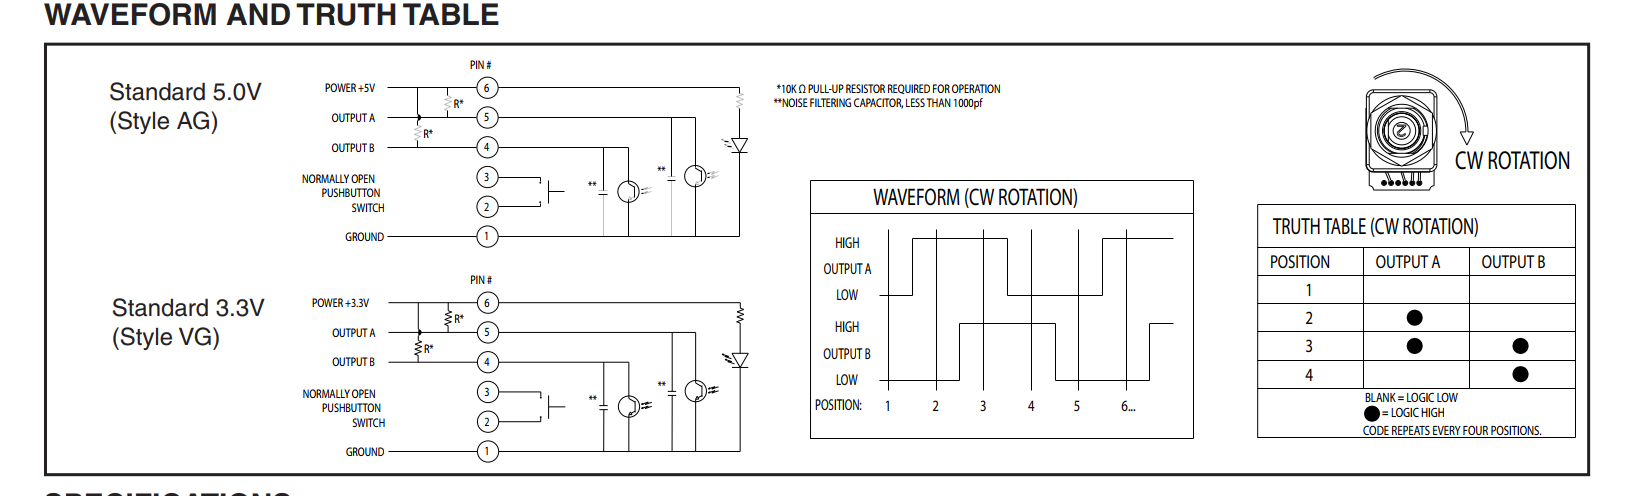 WAVEFORM AND TRUTH TABLE
Standard 5.0V
(Style AG)
PIN #
POWER +5V
6
R*
OUTPUT A
5
R*
OUTPUT B
4
NORMALLY OPEN
PUSHBUTTON
SWITCH
3
2
GROUND
1
**
**
*10K Ω PULL-UP RESISTOR REQUIRED FOR OPERATION
**NOISE FILTERING CAPACITOR, LESS THAN 1000pf
Standard 3.3V
(Style VG)
PIN #
POWER +3.3V
6
R*
OUTPUT A
5
R*
OUTPUT B
4
NORMALLY OPEN
PUSHBUTTON
SWITCH
3
2
GROUND
1
**
**
WAVEFORM (CW ROTATION)
HIGH
OUTPUT A
LOW
HIGH
OUTPUT B
LOW
POSITION: 1 2 3 4 5 6...
CW ROTATION
TRUTH TABLE (CW ROTATION)
POSITION OUTPUT A OUTPUT B
1
2 ●
3 ● ●
4 ●
BLANK = LOGIC LOW
● = LOGIC HIGH
CODE REPEATS EVERY FOUR POSITIONS.